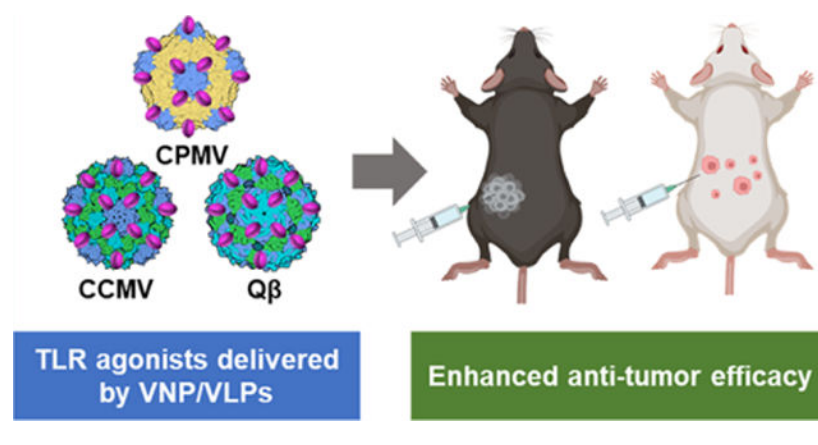 CPMV
CCMV
Qβ
TLR agonists delivered
by VNP/VLPs
Enhanced anti-tumor efficacy